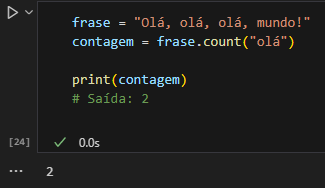 frase = "Olá, olá, olá, mundo!"
contagem = frase.count("olá")
print(contagem)
# Saída: 2
[24] 0.0s
... 2